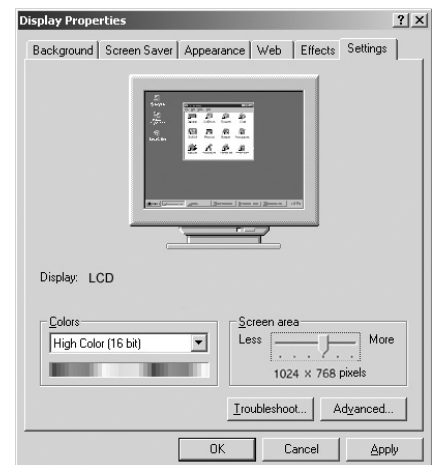 Display Properties
Background Screen Saver Appearance Web Effects Settings
Display: LCD
Colors
High Color (16 bit)
Screen area
Less More
1024 × 768 pixels
Troubleshoot... Advanced...
OK Cancel Apply